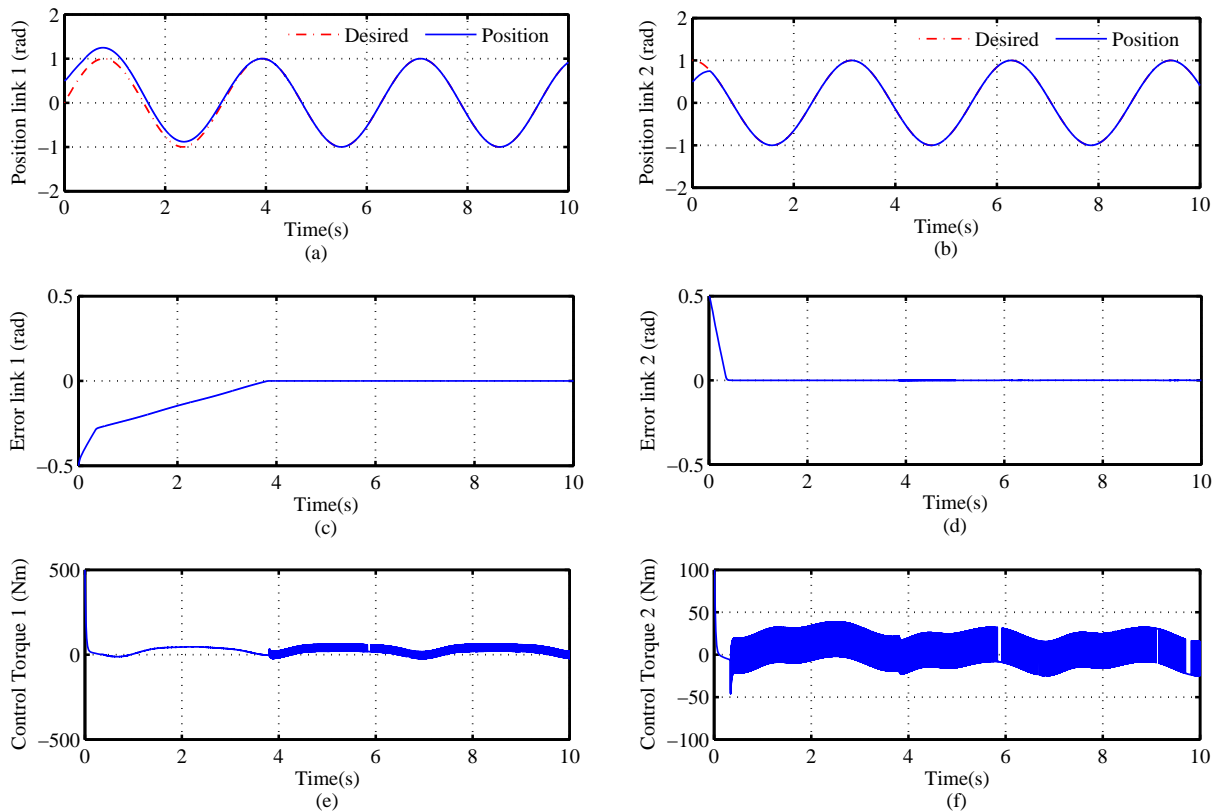 Position link 1 (rad)
2
1
0
−1
−2
Desired
Position
0
2
4
6
8
10
Time(s)
(a)
Position link 2 (rad)
2
1
0
−1
−2
Desired
Position
0
2
4
6
8
10
Time(s)
(b)
Error link 1 (rad)
0.5
0
−0.5
0
2
4
6
8
10
Time(s)
(c)
Error link 2 (rad)
0.5
0
−0.5
0
2
4
6
8
10
Time(s)
(d)
Control Torque 1 (Nm)
500
0
−500
0
2
4
6
8
10
Time(s)
(e)
Control Torque 2 (Nm)
100
50
0
−50
−100
0
2
4
6
8
10
Time(s)
(f)